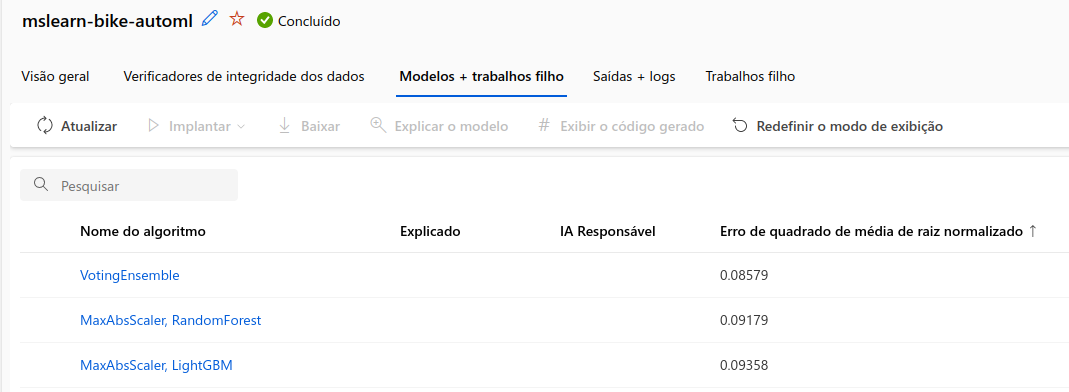 mslearn-bike-automl Concluído
Visão geral Verificadores de integridade dos dados Modelos + trabalhos filho Saídas + logs Trabalhos filho
Atualizar Implantar Baixar Explicar o modelo # Exibir o código gerado Redefinir o modo de exibição
Pesquisar
Nome do algoritmo Explicado IA Responsável Erro de quadrado de média de raiz normalizado ↑
VotingEnsemble 0.08579
MaxAbsScaler, RandomForest 0.09179
MaxAbsScaler, LightGBM 0.09358